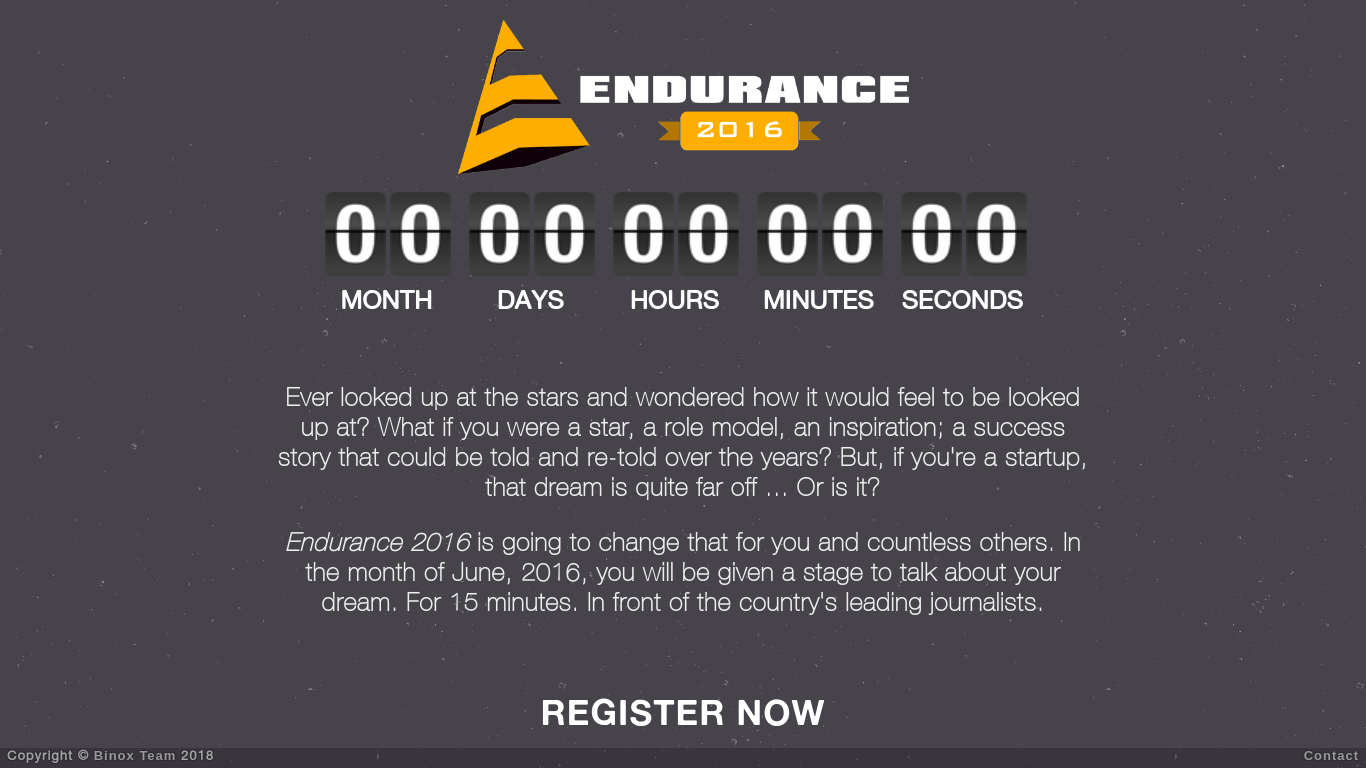 ENDURANCE
2016
00 00 00 00 00
MONTH DAYS HOURS MINUTES SECONDS
Ever looked up at the stars and wondered how it would feel to be looked
up at? What if you were a star, a role model, an inspiration; a success
story that could be told and re-told over the years? But, if you're a startup,
that dream is quite far off ... Or is it?
Endurance 2016 is going to change that for you and countless others. In
the month of June, 2016, you will be given a stage to talk about your
dream. For 15 minutes. In front of the country's leading journalists.
REGISTER NOW
Copyright © Binox Team 2018
Contact